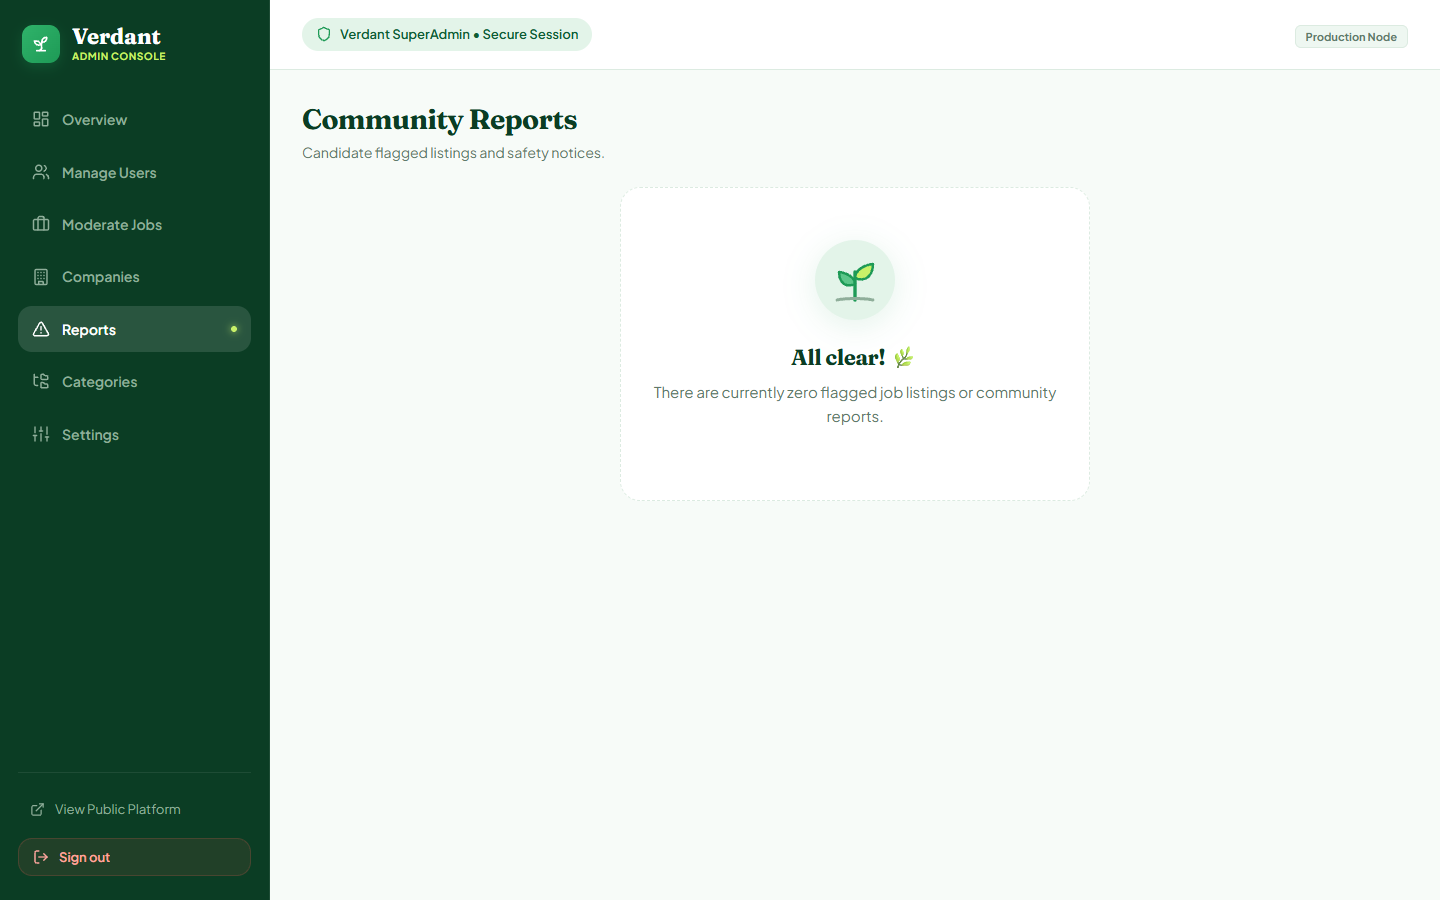 Verdant
ADMIN CONSOLE
Overview
Manage Users
Moderate Jobs
Companies
Reports
Categories
Settings
View Public Platform
Sign out
Verdant SuperAdmin • Secure Session
Production Node
Community Reports
Candidate flagged listings and safety notices.
All clear! 🌿
There are currently zero flagged job listings or community
reports.